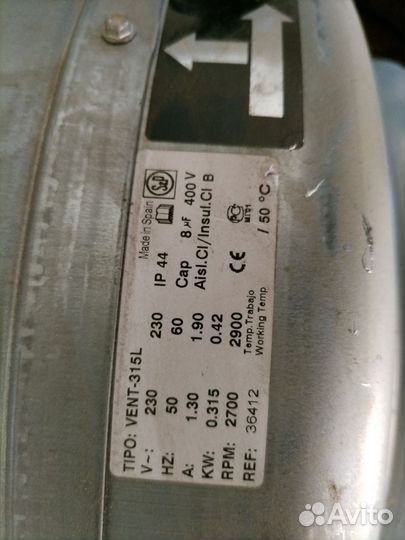 Made in Spain S&P
TIPO: VENT-315L
V~: 230 230 IP 44
HZ: 50 60 Cap 8 µF 400 V
A: 1.30 1.90 Aisl.Cl/Insul.Cl B
KW: 0.315 0.42
RPM: 2700 2900 CE
REF: 36412 Temp.Trabajo / 50 °C
Working Temp
Avito